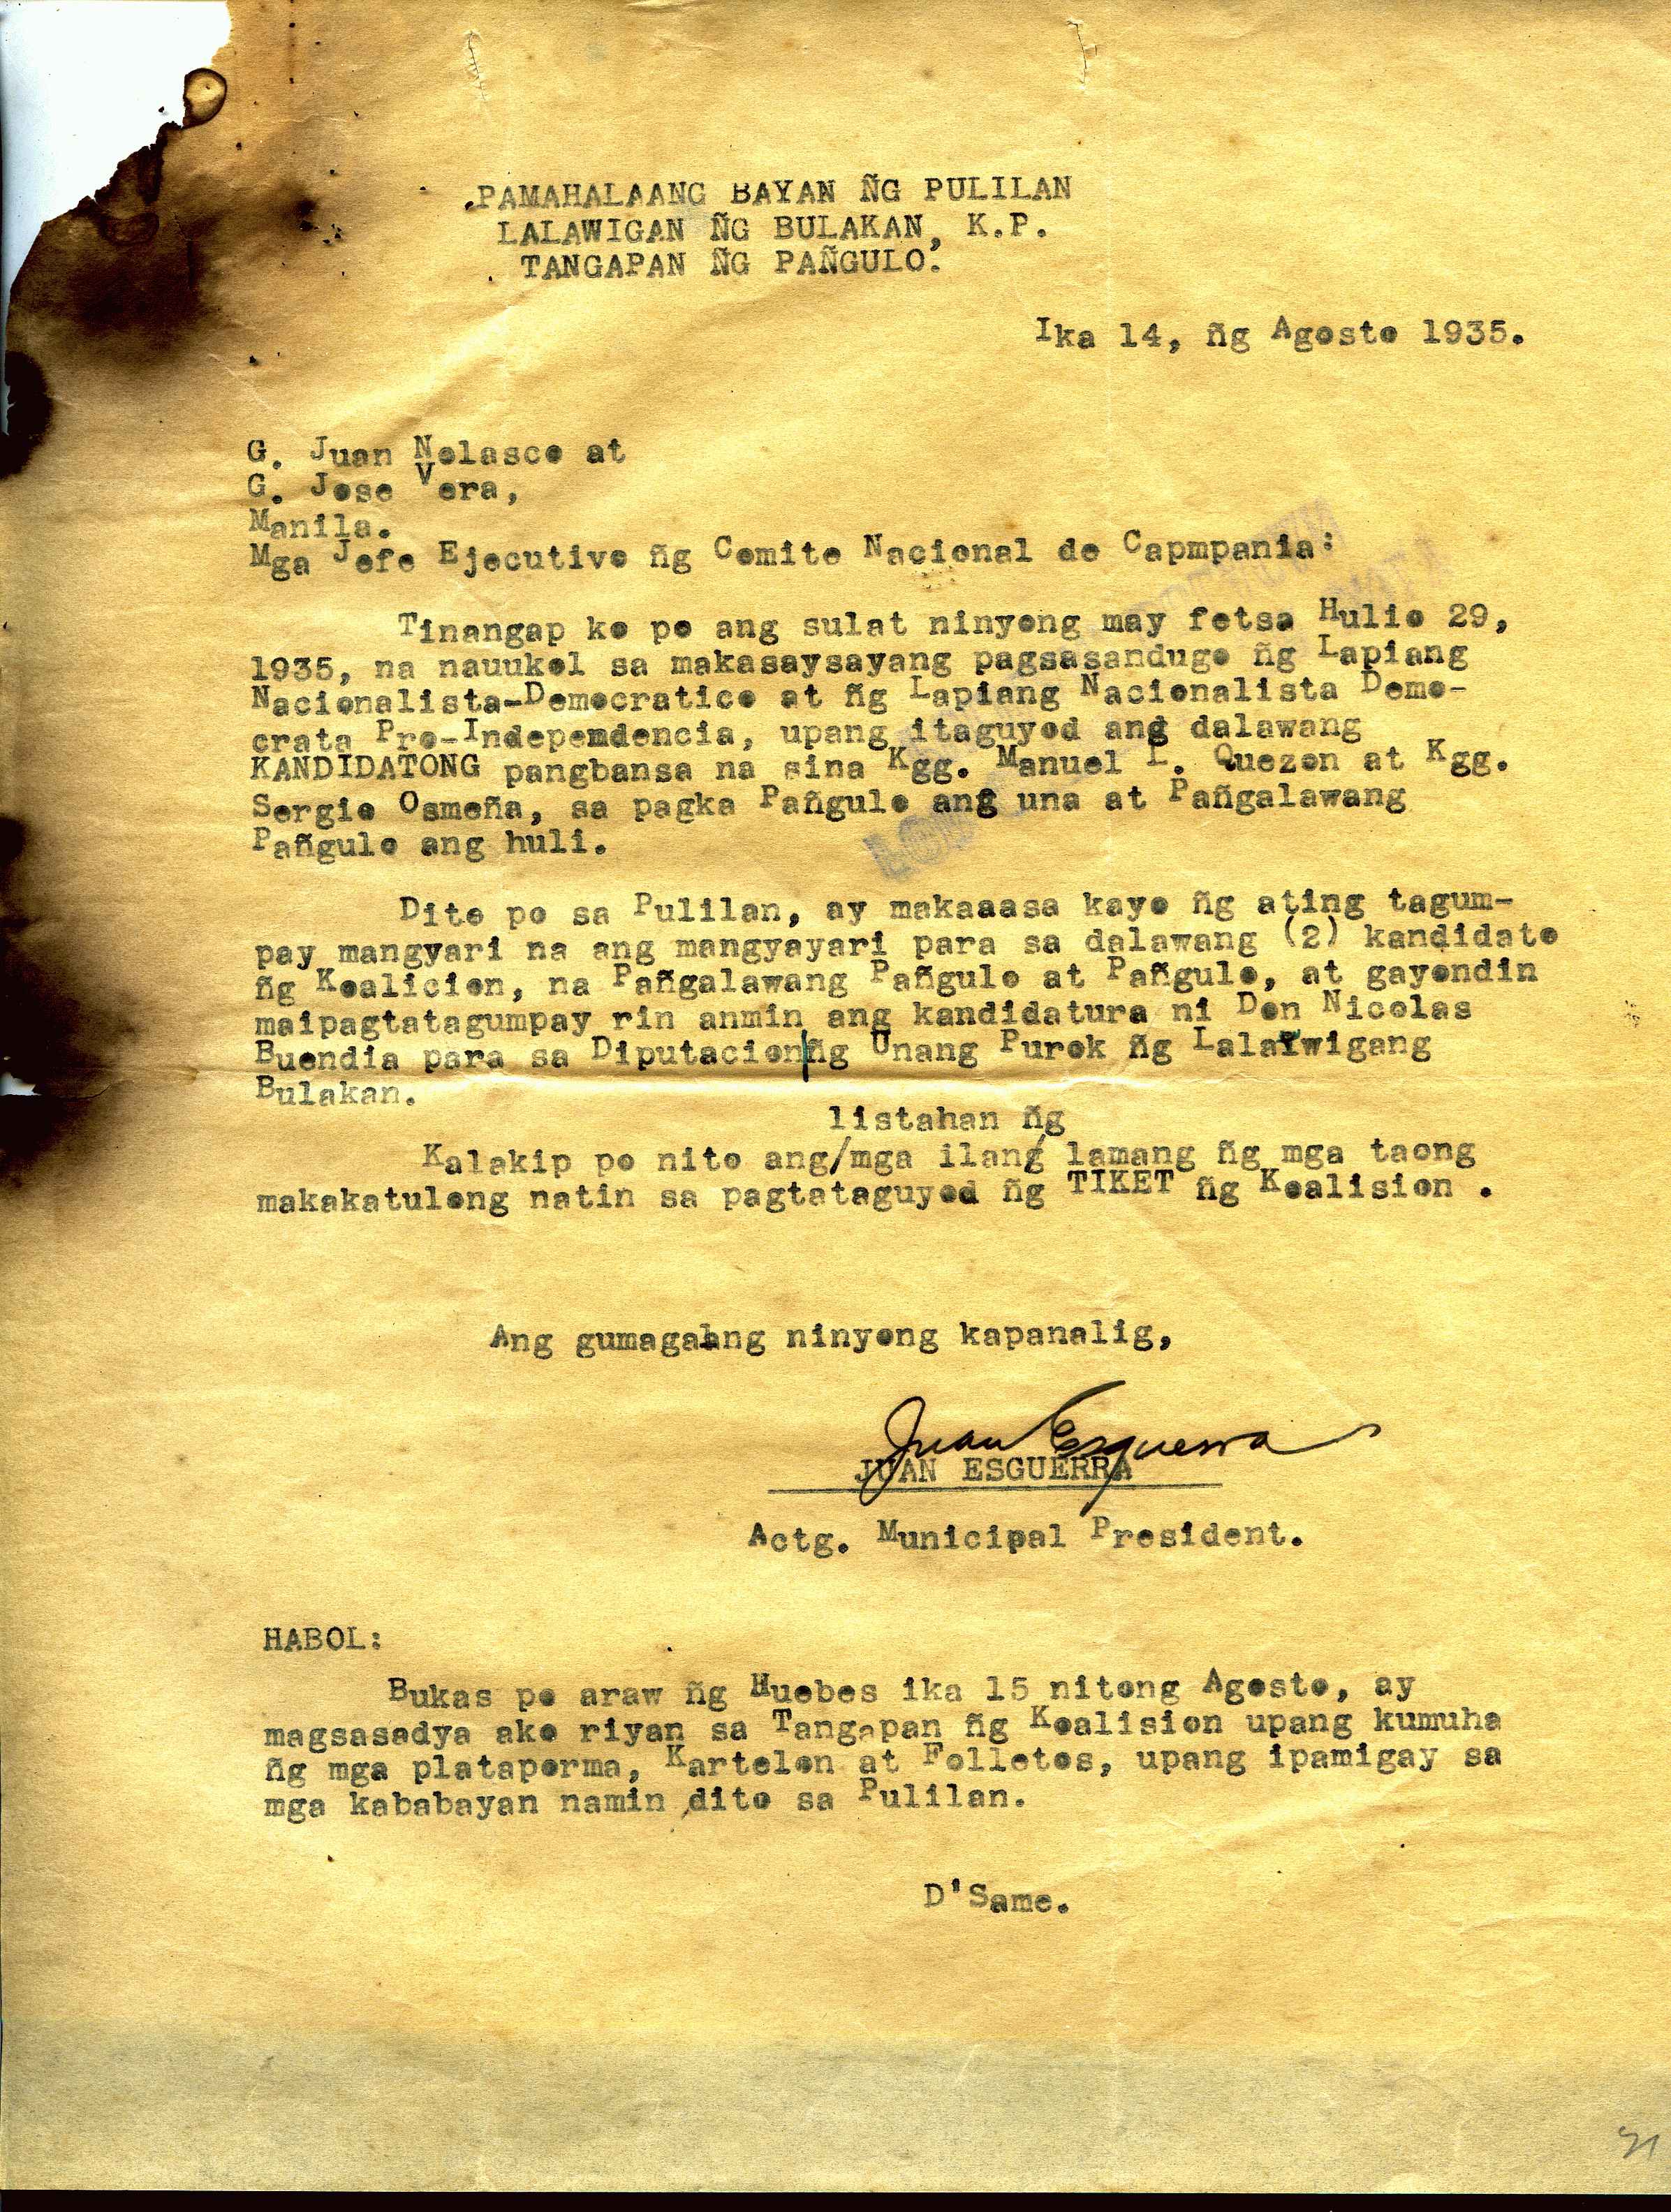 PAMAHALAANG BAYAN ÑG PULILAN
LALAWIGAN ÑG BULAKAN, K.P.
TANGAPAN ÑG PAÑGULO.
Ika 14, ñg Agosto 1935.
G. Juan Nolasco at
G. Jose Vera,
Manila.
Mga Jefe Ejecutivo ñg Comite Nacional de Capmpania:
Tinangap ko po ang sulat ninyong may fetsa Hulio 29,
1935, na nauukol sa makasaysayang pagsasandugo ñg Lapiang
Nacionalista-Democratico at ñg Lapiang Nacionalista Demo-
crata Pro-Indepemdencia, upang itaguyod ang dalawang
KANDIDATONG pangbansa na sina Kgg. Manuel L. Quezon at Kgg.
Sergio Osmeña, sa pagka Pañgulo ang una at Pañgalawang
Pañgulo ang huli.
Dito po sa Pulilan, ay makaaasa kayo ñg ating tagum-
pay mangyari na ang mangyayari para sa dalawang (2) kandidato
ñg Koalicion, na Pañgalawang Pañgulo at Pañgulo, at gayondin
maipagtatagumpay rin anmin ang kandidatura ni Don Nicolas
Buendia para sa Diputacion|ñg Unang Purok ñg Lalawigang
Bulakan.
listahan ñg
Kalakip po nito ang/mga ilang lamang ñg mga taong
makakatulong natin sa pagtataguyod ñg TIKET ñg Koalision .
Ang gumagalang ninyong kapanalig,
Juan Esguerra
JUAN ESGUERRA
Actg. Municipal President.
HABOL:
Bukas po araw ñg Huebes ika 15 nitong Agosto, ay
magsasadya ako riyan sa Tangapan ñg Koalision upang kumuha
ñg mga plataporma, Kartelon at Folletos, upang ipamigay sa
mga kababayan namin dito sa Pulilan.
D'Same.